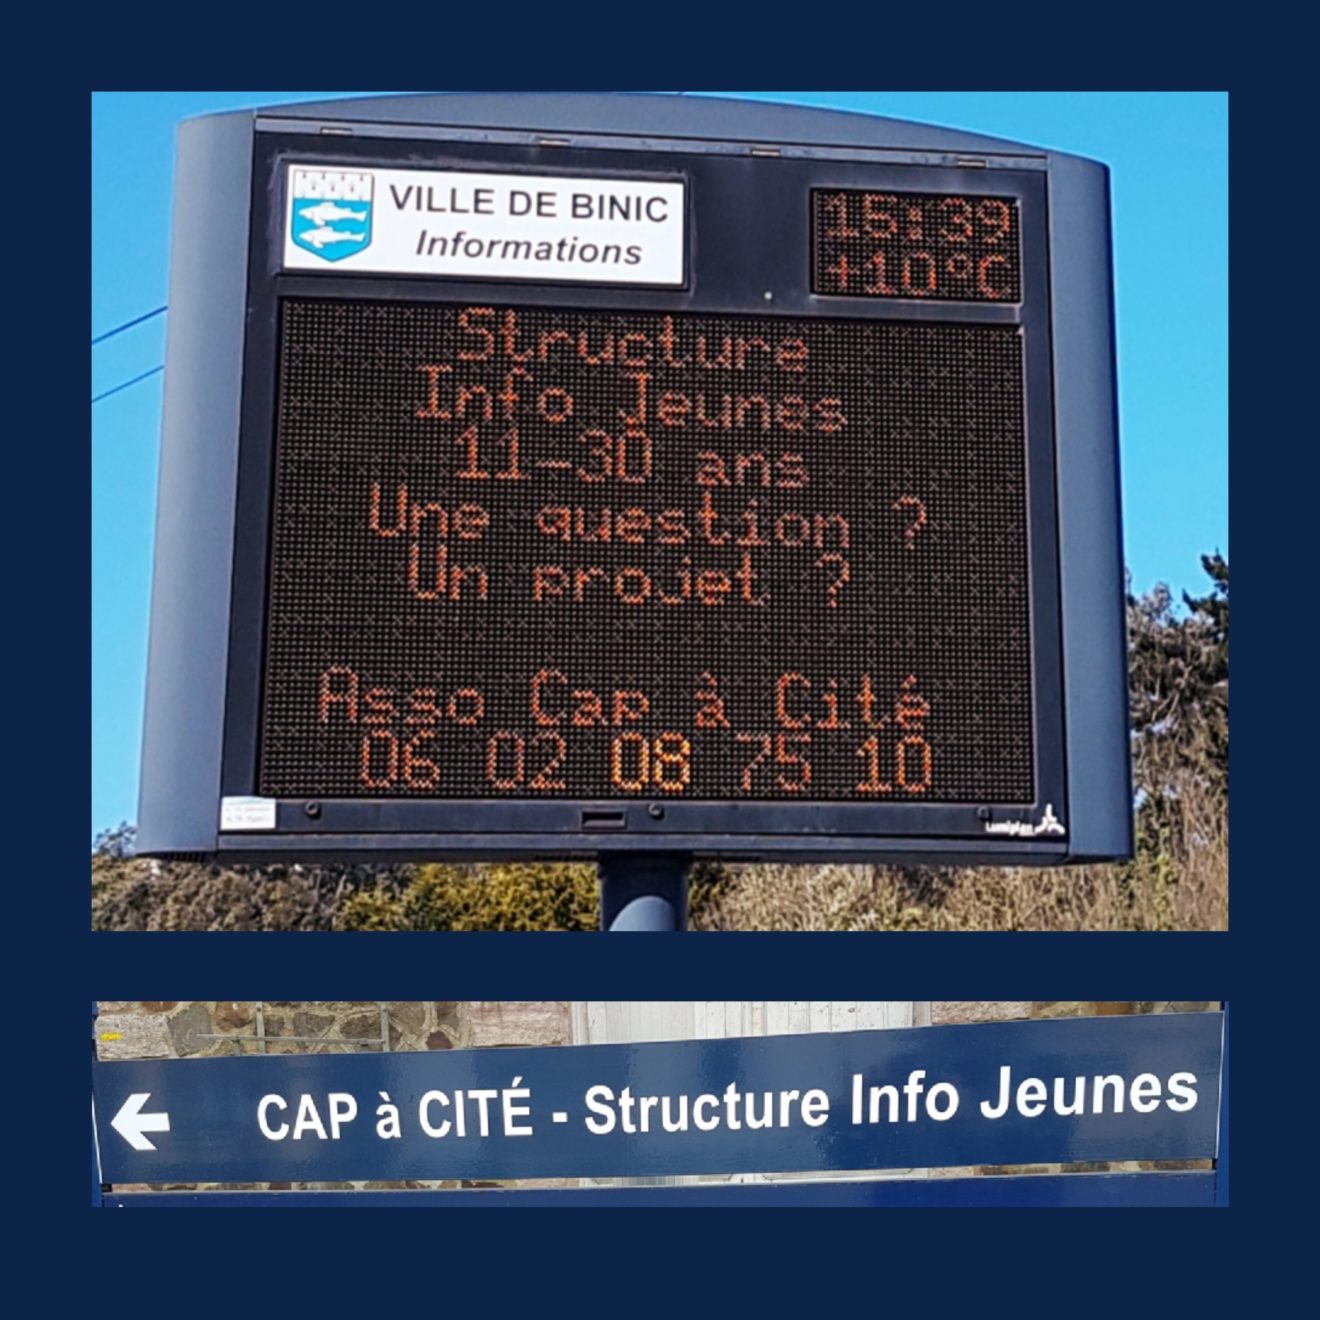 VILLE DE BINIC
Informations
15:39
+10°C
Structure
Info Jeunes
11-30 ans
Une question ?
Un projet ?
Asso Cap à Cité
06 02 08 75 10
Lumiplan
CAP à CITÉ - Structure Info Jeunes